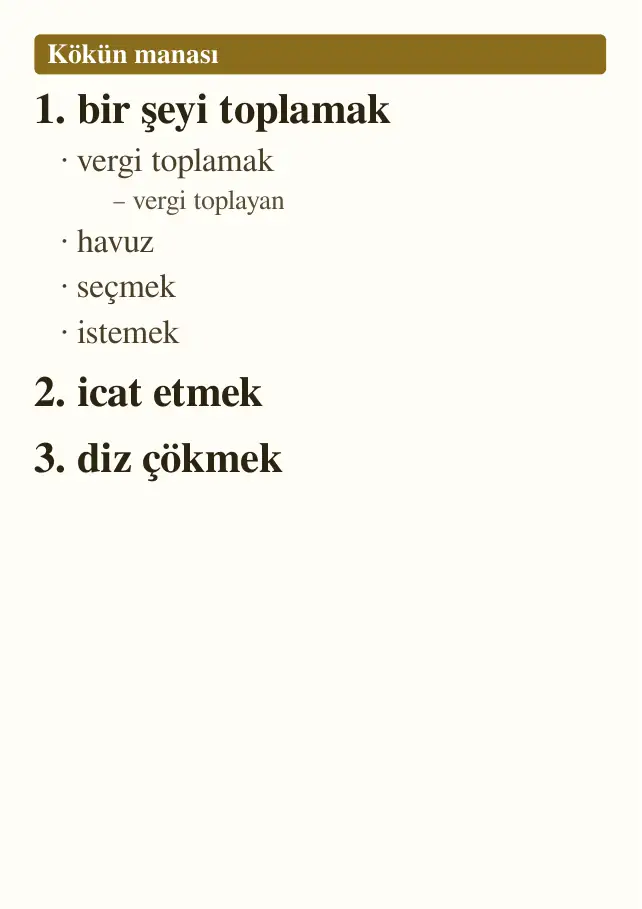 Kökün manası
1. bir şeyi toplamak
· vergi toplamak
– vergi toplayan
· havuz
· seçmek
· istemek
2. icat etmek
3. diz çökmek